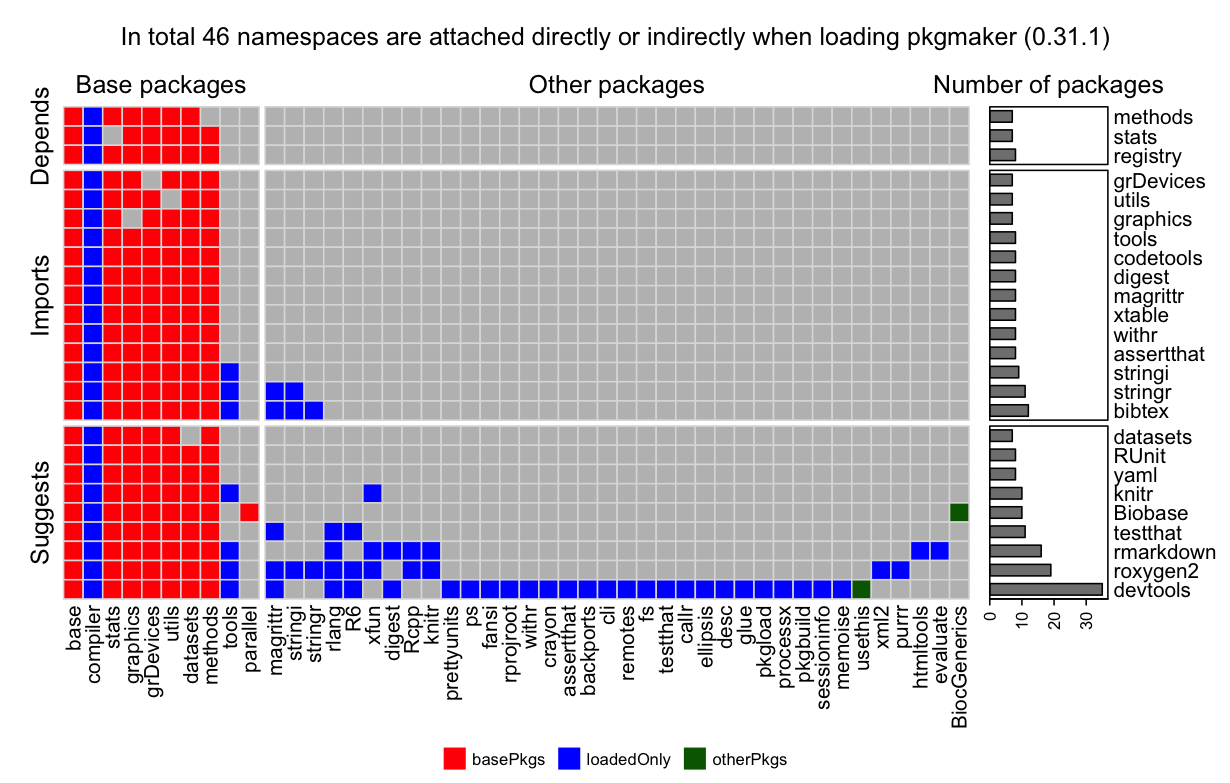 In total 46 namespaces are attached directly or indirectly when loading pkgmaker (0.31.1)
Base packages
Other packages
Number of packages
Depends
methods
stats
registry
Imports
grDevices
utils
graphics
tools
codetools
digest
magrittr
xtable
withr
assertthat
stringi
stringr
bibtex
Suggests
datasets
RUnit
yaml
knitr
Biobase
testthat
rmarkdown
roxygen2
devtools
base
compiler
stats
graphics
grDevices
utils
datasets
methods
tools
parallel
magrittr
stringi
stringr
rlang
R6
xfun
digest
Rcpp
knitr
prettyunits
ps
fansi
rprojroot
withr
crayon
assertthat
backports
cli
remotes
fs
testthat
callr
ellipsis
desc
glue
pkgload
processx
pkgbuild
sessioninfo
memoise
usethis
xml2
purrr
htmltools
evaluate
BiocGenerics
0
10
20
30
basePkgs
loadedOnly
otherPkgs